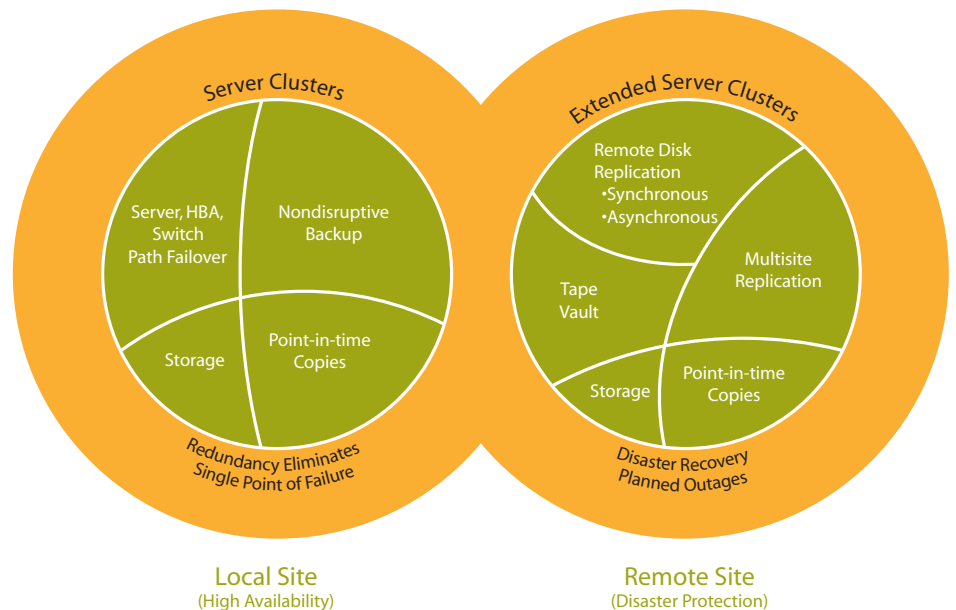 Server Clusters
Server, HBA,
Switch
Path Failover
Nondisruptive
Backup
Storage
Point-in-time
Copies
Redundancy Eliminates
Single Point of Failure
Local Site
(High Availability)
Extended Server Clusters
Remote Disk
Replication
•Synchronous
•Asynchronous
Multisite
Replication
Tape
Vault
Storage
Point-in-time
Copies
Disaster Recovery
Planned Outages
Remote Site
(Disaster Protection)